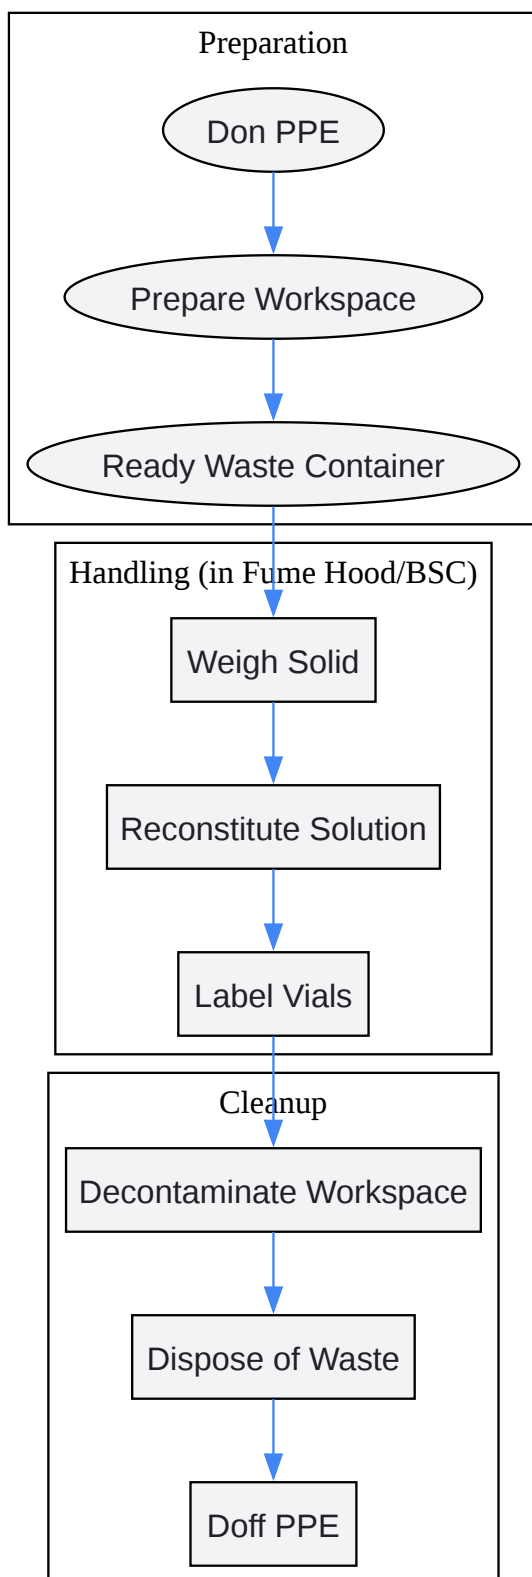 Preparation
Don PPE
Prepare Workspace
Ready Waste Container
Handling (in Fume Hood/BSC)
Weigh Solid
Reconstitute Solution
Label Vials
Cleanup
Decontaminate Workspace
Dispose of Waste
Doff PPE